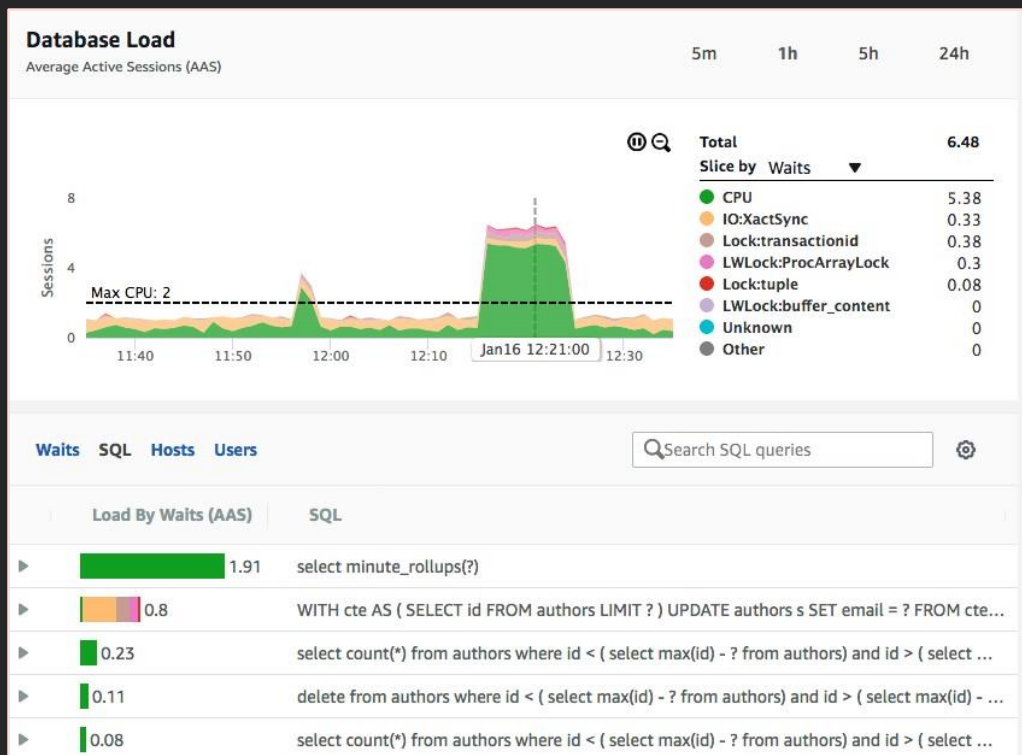 Database Load
Average Active Sessions (AAS)
5m 1h 5h 24h
Total 6.48
Slice by Waits
CPU 5.38
IO:XactSync 0.33
Lock:transactionid 0.38
LWLock:ProcArrayLock 0.3
Lock:tuple 0.08
LWLock:buffer_content 0
Unknown 0
Other 0
8
4
0
Sessions
Max CPU: 2
11:40 11:50 12:00 12:10 Jan16 12:21:00 12:30
Waits SQL Hosts Users
Search SQL queries
Load By Waits (AAS) SQL
1.91 select minute_rollups(?)
0.8 WITH cte AS ( SELECT id FROM authors LIMIT ? ) UPDATE authors s SET email = ? FROM cte...
0.23 select count(*) from authors where id < ( select max(id) - ? from authors) and id > ( select ...
0.11 delete from authors where id < ( select max(id) - ? from authors) and id > ( select max(id) - ...
0.08 select count(*) from authors where id < ( select max(id) - ? from authors) and id > ( select ...